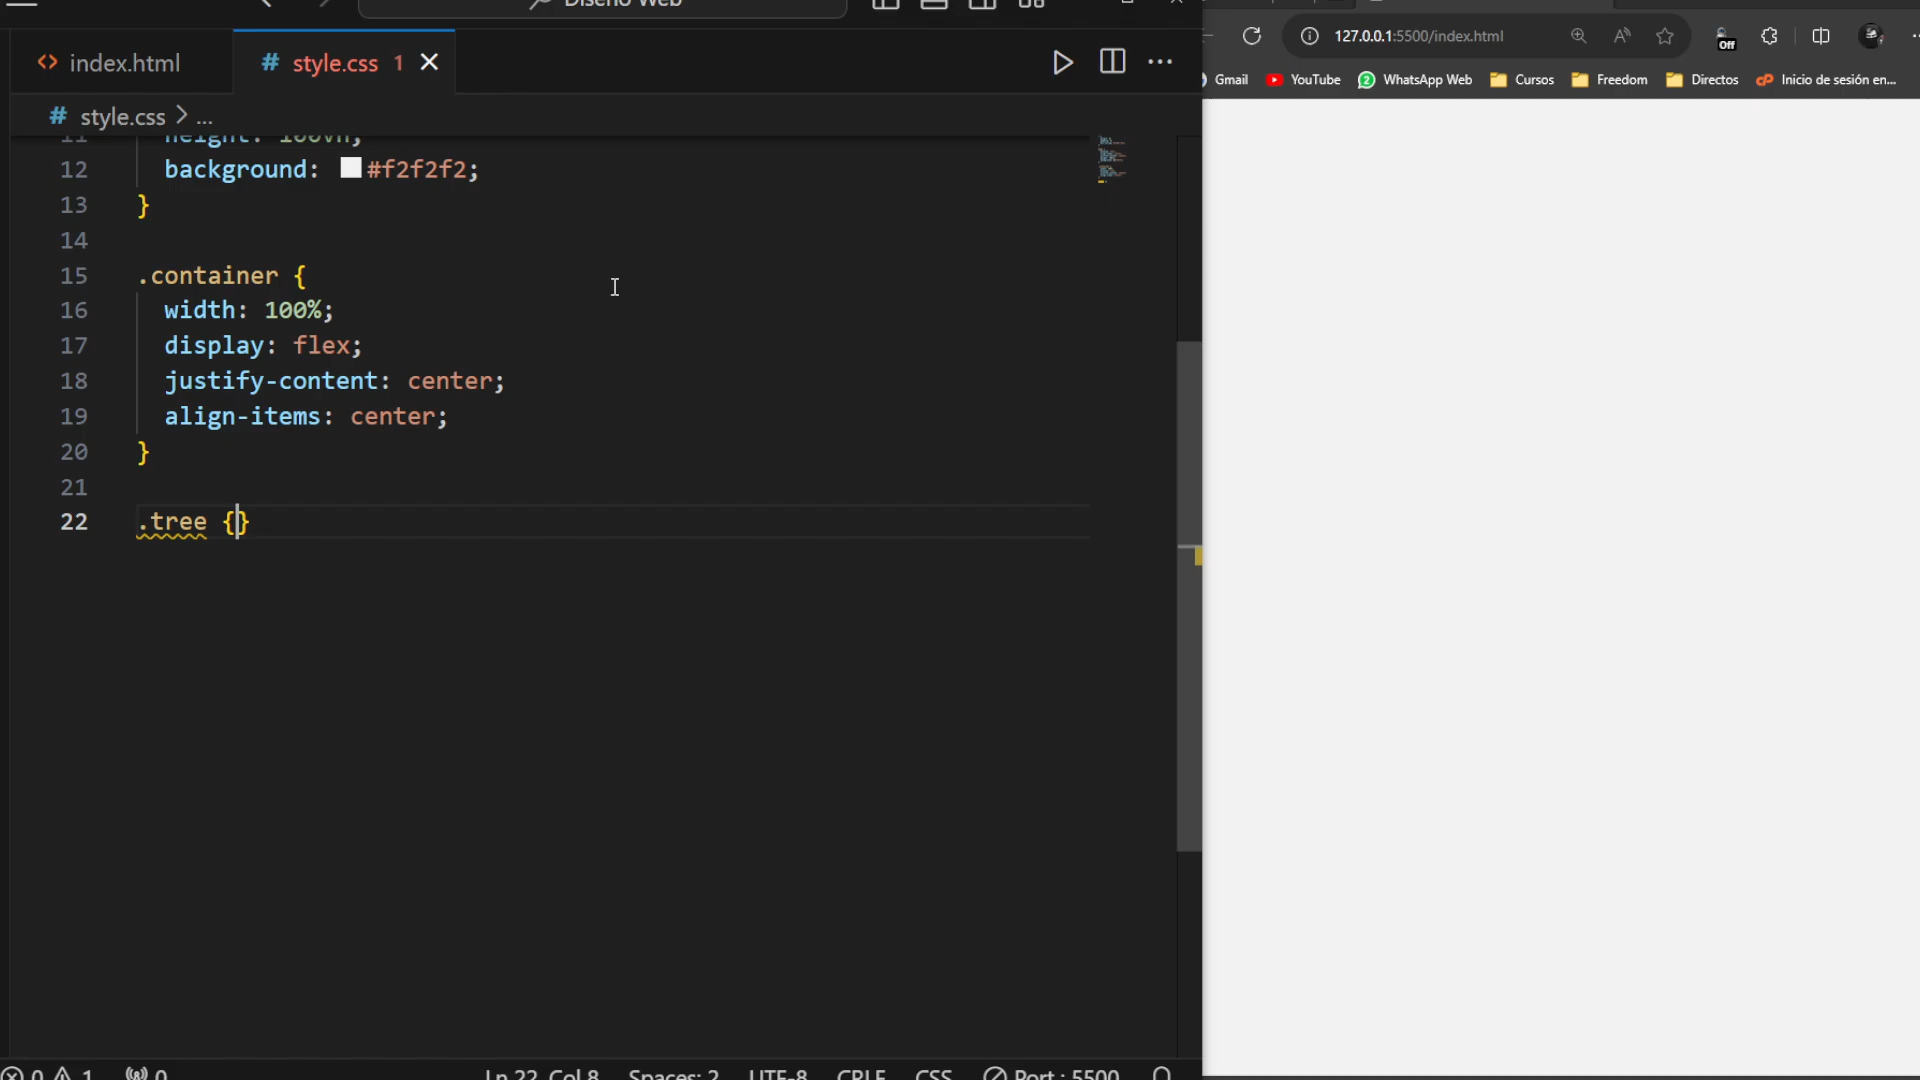 Diseño Web
index.html
style.css 1
127.0.0.1:5500/index.html
Gmail YouTube WhatsApp Web Cursos Freedom Directos Inicio de sesión en...
style.css > ...
11 height: 100vh;
12 background: #f2f2f2;
13 }
14
15 .container {
16 width: 100%;
17 display: flex;
18 justify-content: center;
19 align-items: center;
20 }
21
22 .tree {}
Off
0 1 0 Ln 22, Col 8 Spaces: 2 UTF-8 CRLF CSS Port : 5500